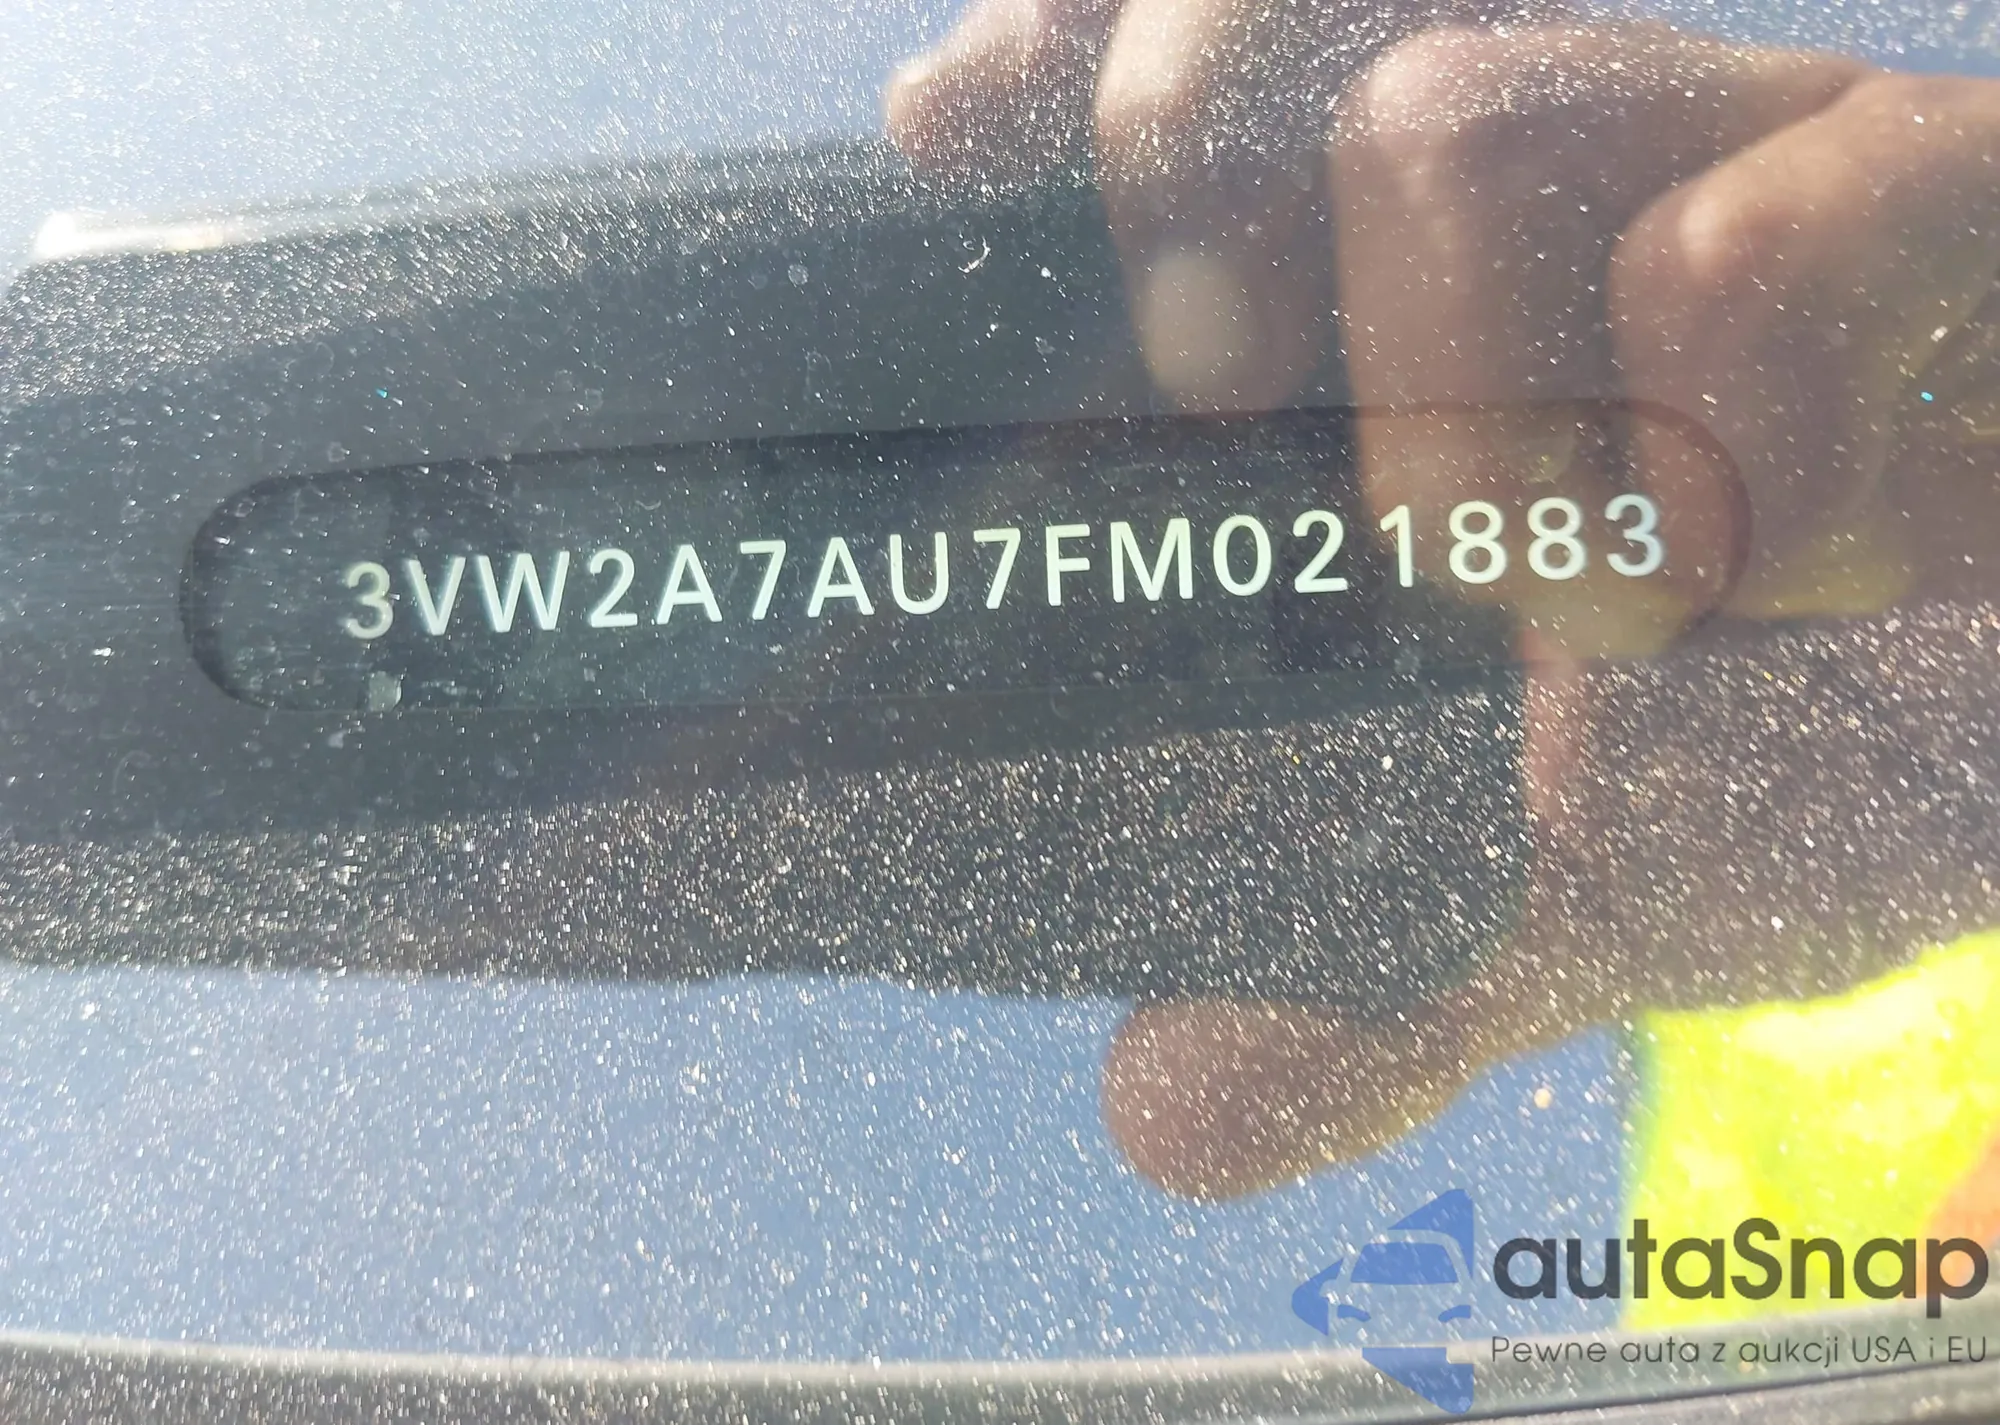 3VW2A7AU7FM021883
autaSnap
Pewne auta z aukcji USA i EU